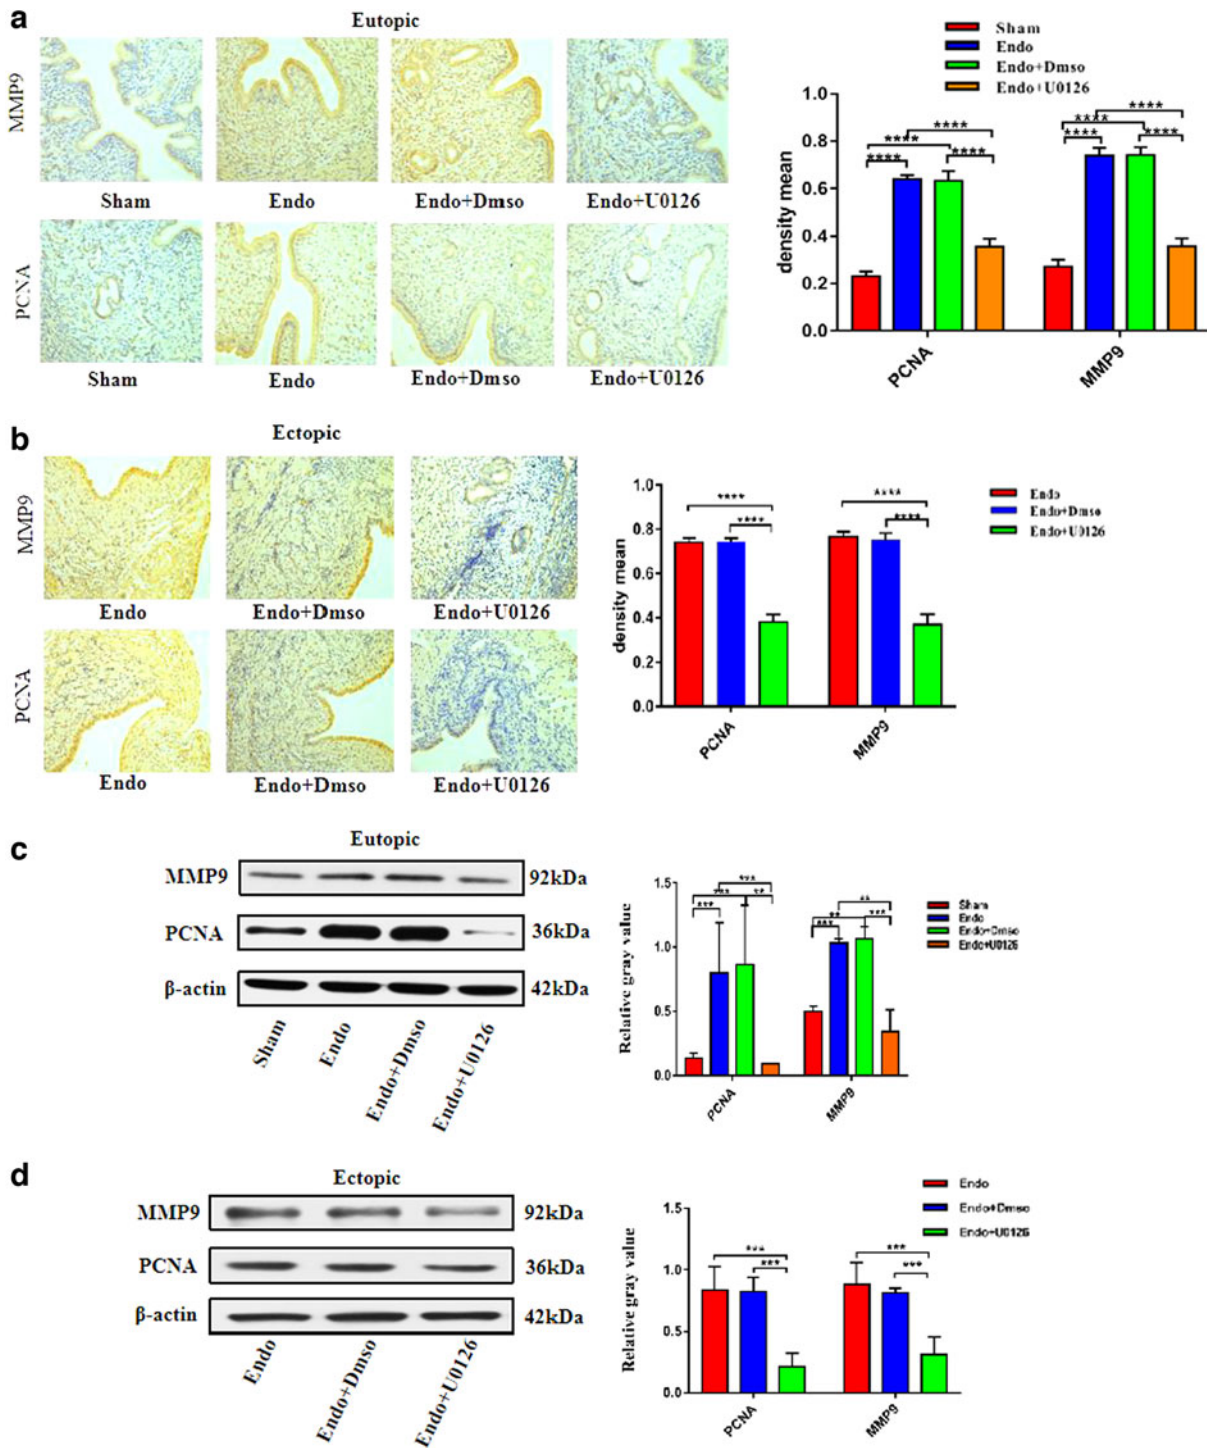 a
Eutopic
MMP9
Sham
Endo
Endo+Dmso
Endo+U0126
PCNA
Sham
Endo
Endo+Dmso
Endo+U0126
Sham
Endo
Endo+Dmso
Endo+U0126
density mean
0.8
0.6
0.4
0.2
0.0
**** **** **** ****
**** **** **** ****
PCNA
MMP9
b
Ectopic
MMP9
Endo
Endo+Dmso
Endo+U0126
PCNA
Endo
Endo+Dmso
Endo+U0126
density mean
1.0
0.8
0.6
0.4
0.2
0.0
**** ****
**** ****
PCNA
MMP9
Endo
Endo+Dmso
Endo+U0126
c
Eutopic
MMP9 92kDa
PCNA 36kDa
β-actin 42kDa
Sham
Endo
Endo+Dmso
Endo+U0126
Relative gray value
1.5
1.0
0.5
0.0
*** *** *** **
** ** *** ***
PCNA
MMP9
Sham
Endo
Endo+Dmso
Endo+U0126
d
Ectopic
MMP9 92kDa
PCNA 36kDa
β-actin 42kDa
Endo
Endo+Dmso
Endo+U0126
Relative gray value
1.5
1.0
0.5
0.0
*** ***
*** ***
PCNA
MMP9
Endo
Endo+Dmso
Endo+U0126